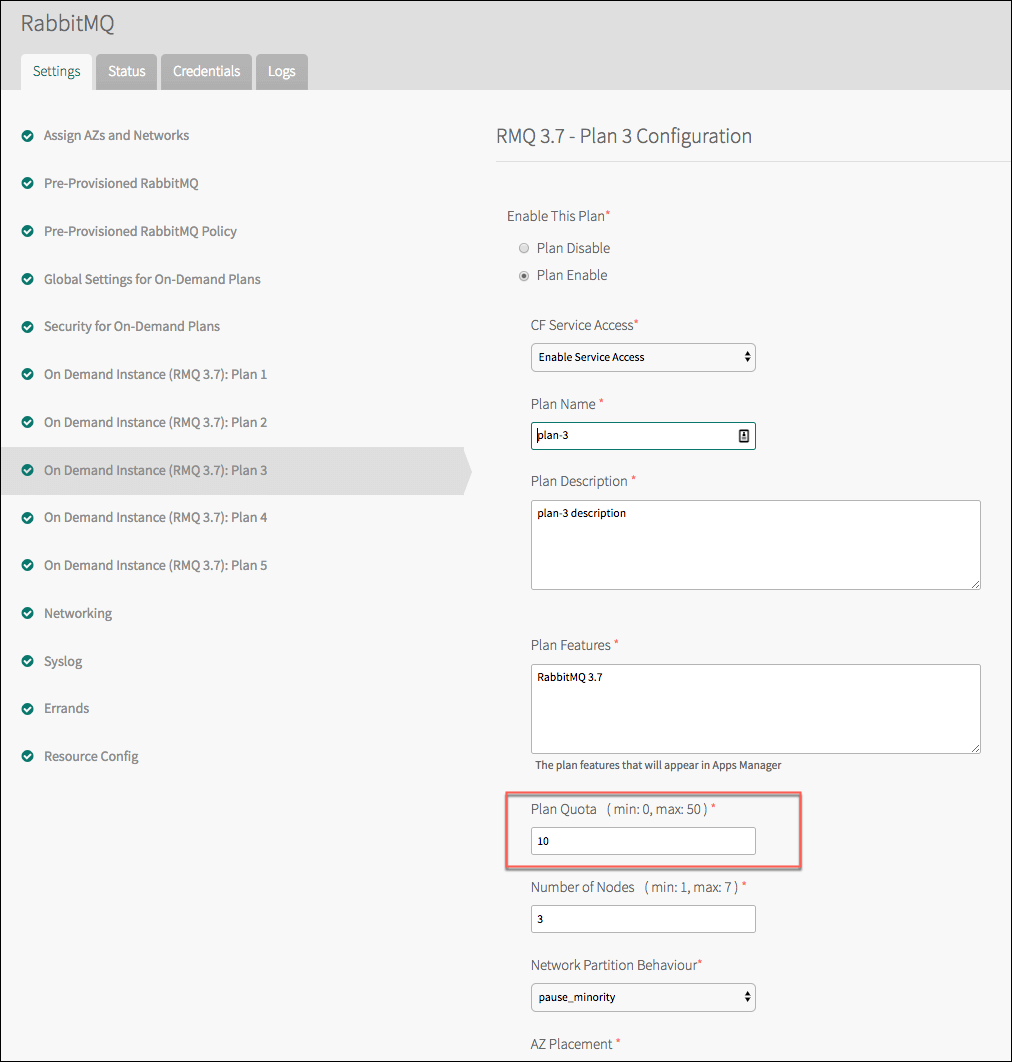 RabbitMQ
Settings
Status
Credentials
Logs
Assign AZs and Networks
Pre-Provisioned RabbitMQ
Pre-Provisioned RabbitMQ Policy
Global Settings for On-Demand Plans
Security for On-Demand Plans
On Demand Instance (RMQ 3.7): Plan 1
On Demand Instance (RMQ 3.7): Plan 2
On Demand Instance (RMQ 3.7): Plan 3
On Demand Instance (RMQ 3.7): Plan 4
On Demand Instance (RMQ 3.7): Plan 5
Networking
Syslog
Errands
Resource Config
RMQ 3.7 - Plan 3 Configuration
Enable This Plan*
Plan Disable
Plan Enable
CF Service Access*
Enable Service Access
Plan Name *
plan-3
Plan Description *
plan-3 description
Plan Features *
RabbitMQ 3.7
The plan features that will appear in Apps Manager
Plan Quota ( min: 0, max: 50 ) *
10
Number of Nodes ( min: 1, max: 7 ) *
3
Network Partition Behaviour*
pause_minority
AZ Placement *